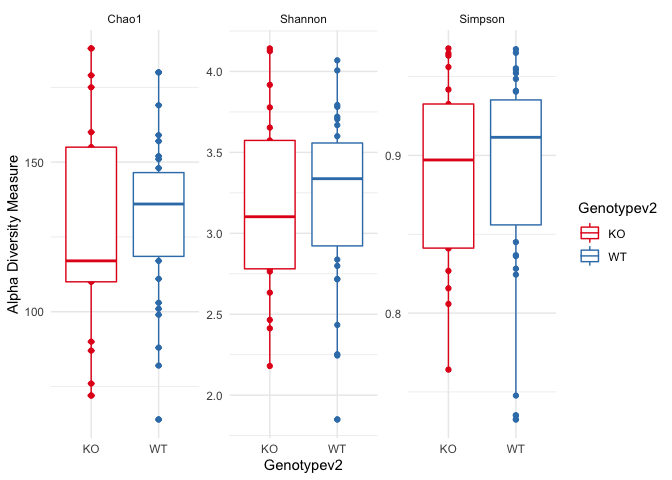 Chao1 Shannon Simpson
Alpha Diversity Measure
150
100
4.0
3.5
3.0
2.5
2.0
0.9
0.8
KO WT KO WT KO WT
Genotypev2
Genotypev2
KO
WT